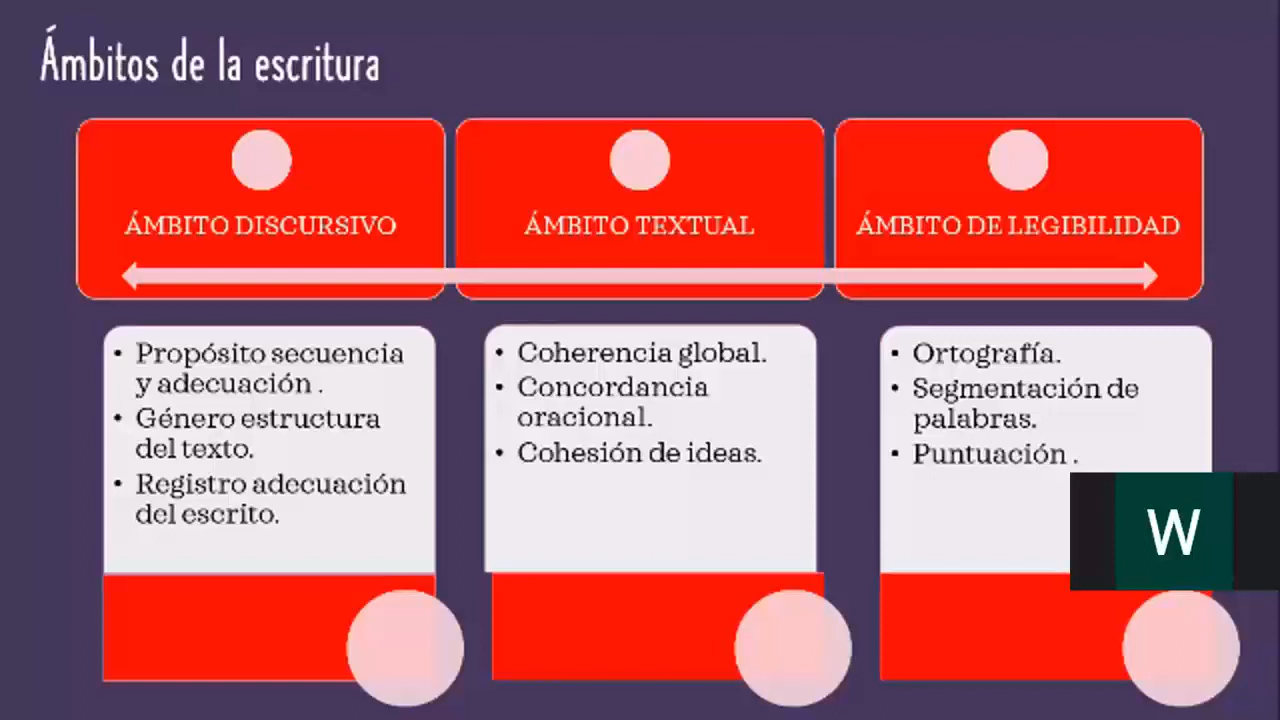 Ámbitos de la escritura
ÁMBITO DISCURSIVO
ÁMBITO TEXTUAL
ÁMBITO DE LEGIBILIDAD
• Propósito secuencia
y adecuación .
• Género estructura
del texto.
• Registro adecuación
del escrito.
• Coherencia global.
• Concordancia
oracional.
• Cohesión de ideas.
• Ortografía.
• Segmentación de
palabras.
• Puntuación .
W